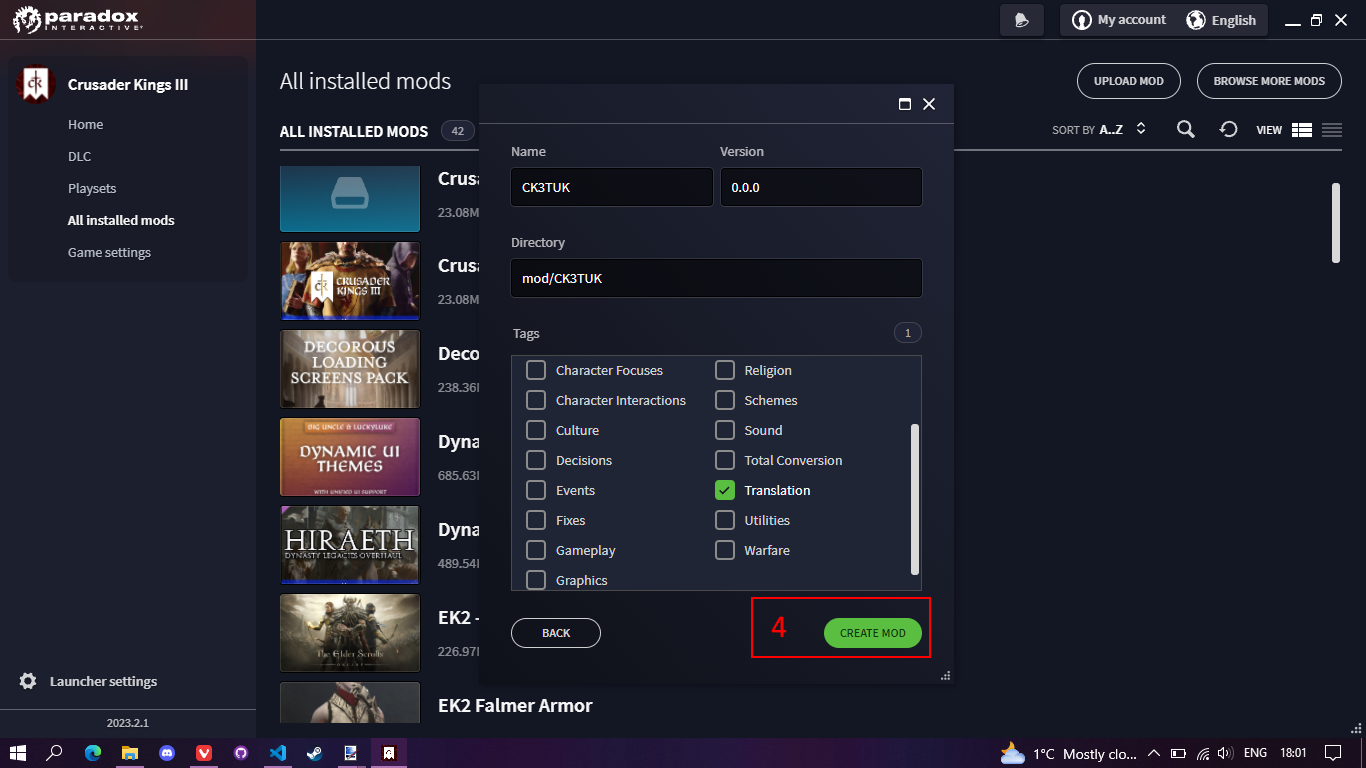 paradox
INTERACTIVE
My account
English
Crusader Kings III
Home
DLC
Playsets
All installed mods
Game settings
Launcher settings
2023.2.1
All installed mods
UPLOAD MOD
BROWSE MORE MODS
ALL INSTALLED MODS 42
SORT BY A..Z
VIEW
Crusa
23.08M
CRUSADER
KINGS III
Crusa
23.08M
DECOROUS
LOADING
SCREENS PACK
Deco
238.36
BIG UNCLE & LUCKYLUKE
DYNAMIC UI
THEMES
WITH UNIFIED UI SUPPORT
Dyna
685.63
HIRAETH
DYNASTY LEGACIES OVERHAUL
Dyna
489.54
The Elder Scrolls
ONLINE
EK2 -
226.97
EK2 Falmer Armor
Name
Version
CK3TUK
0.0.0
Directory
mod/CK3TUK
Tags
1
Character Focuses
Religion
Character Interactions
Schemes
Culture
Sound
Decisions
Total Conversion
Events
Translation
Fixes
Utilities
Gameplay
Warfare
Graphics
BACK
4
CREATE MOD
1°C Mostly clo...
ENG
18:01